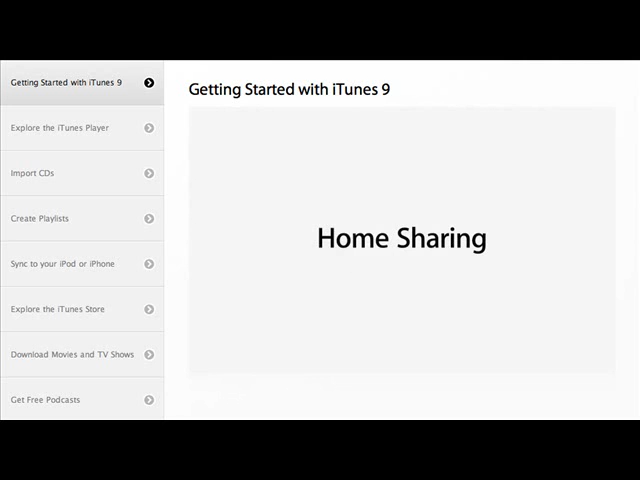 Getting Started with iTunes 9
Explore the iTunes Player
Import CDs
Create Playlists
Sync to your iPod or iPhone
Explore the iTunes Store
Download Movies and TV Shows
Get Free Podcasts
Getting Started with iTunes 9
Home Sharing